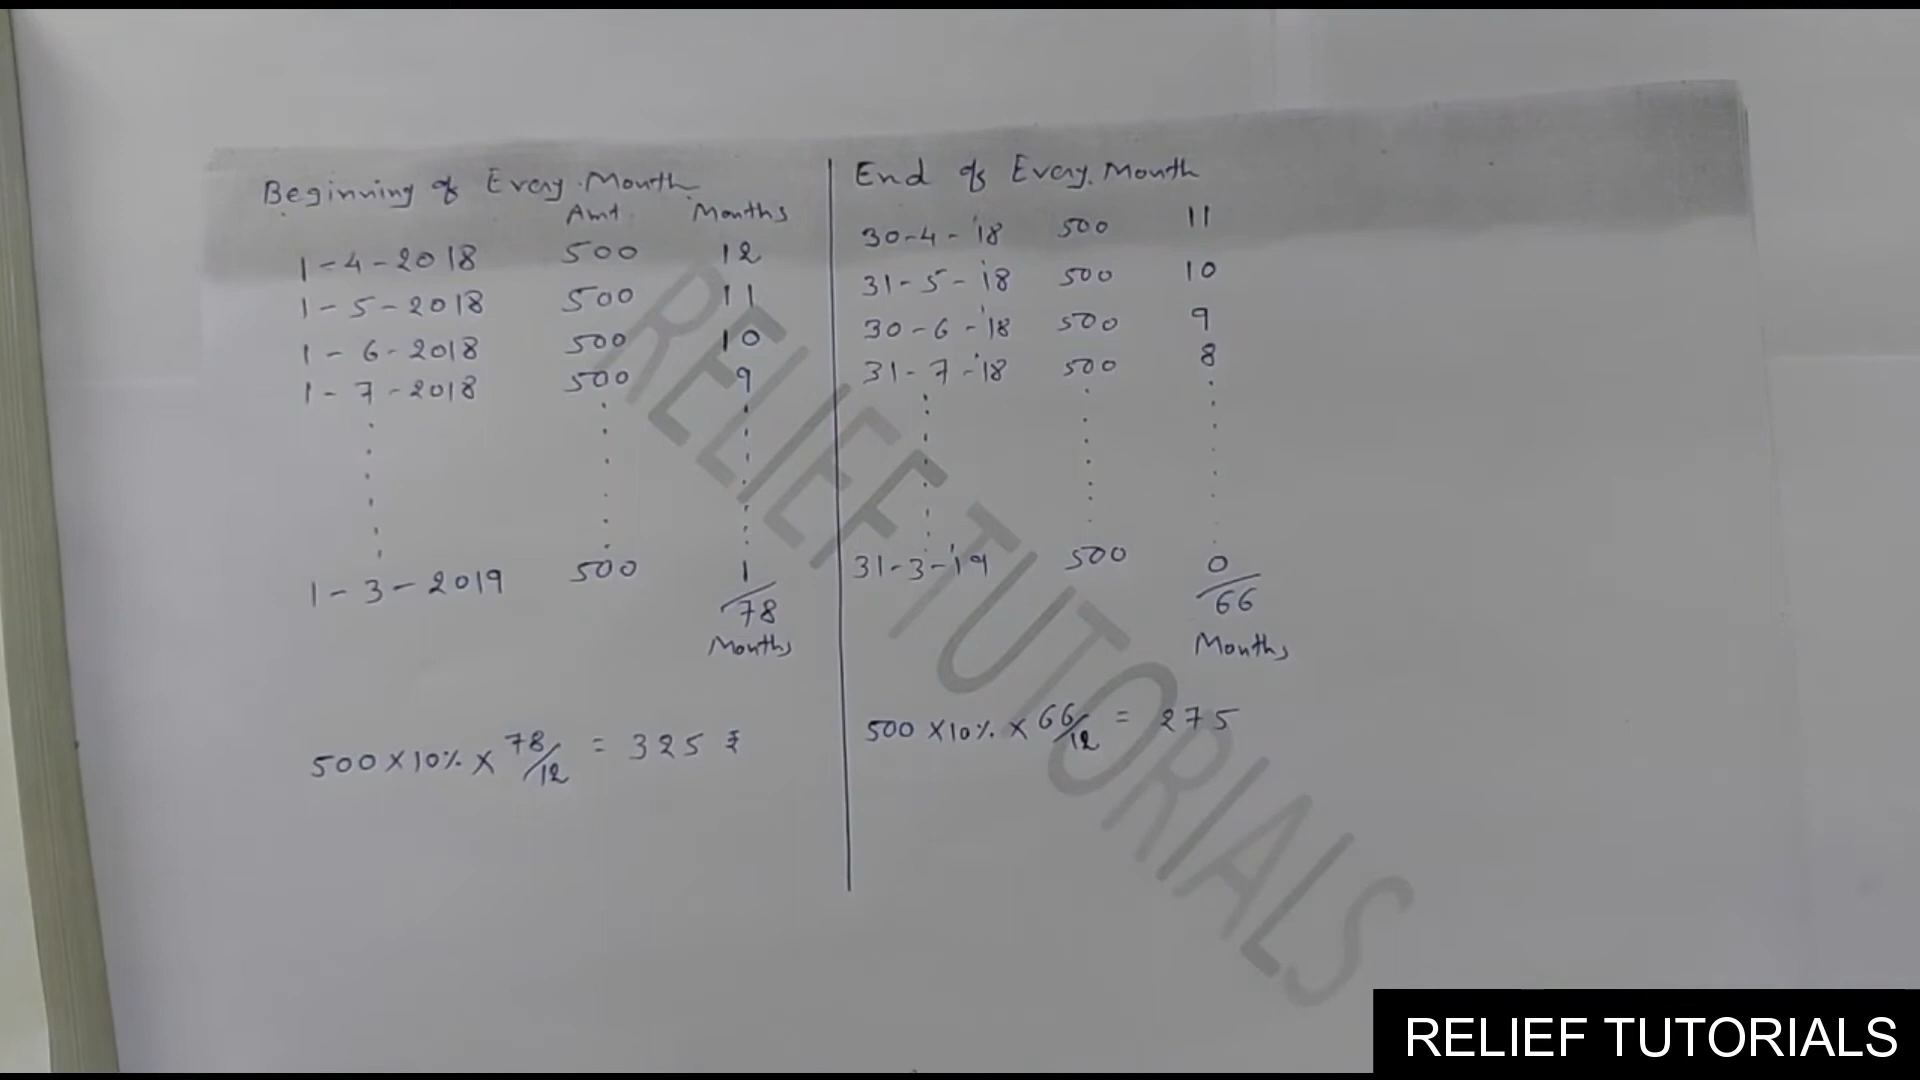 Beginning of Every Month
Amt Months
1-4-2018 500 12
1-5-2018 500 11
1-6-2018 500 10
1-7-2018 500 9
1-3-2019 500 1
78
Months
500 X 10% X 78/12 = 325 ₹
End of Every Month
30-4-'18 500 11
31-5-'18 500 10
30-6-'18 500 9
31-7-'18 500 8
31-3-'19 500 0
66
Months
500 X 10% X 66/12 = 275
RELIEF TUTORIALS
RELIEF TUTORIALS